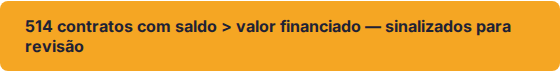 514 contratos com saldo > valor financiado — sinalizados para
revisão